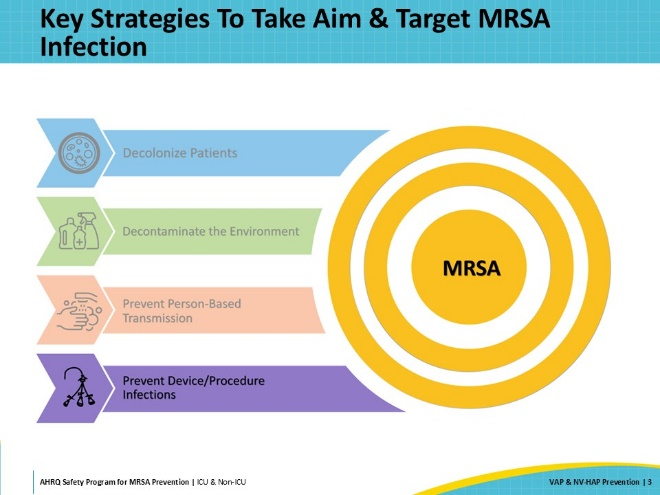 Key Strategies To Take Aim & Target MRSA
Infection
Decolonize Patients
Decontaminate the Environment
Prevent Person-Based
Transmission
Prevent Device/Procedure
Infections
MRSA
AHRQ Safety Program for MRSA Prevention | ICU & Non-ICU
VAP & NV-HAP Prevention | 3